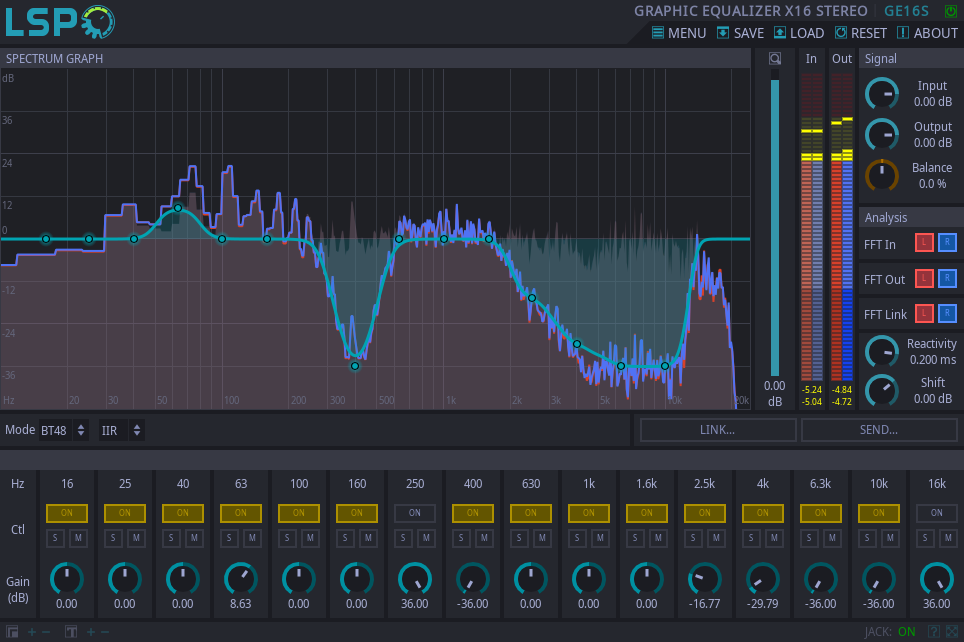 LSP
GRAPHIC EQUALIZER X16 STEREO GE16S
MENU SAVE LOAD RESET ABOUT
SPECTRUM GRAPH
In Out Signal
dB
36
24
12
0
-12
-24
-36
Hz 20 30 50 100 200 300 500 1k 2k 3k 5k 10k 20k
0.00
dB
-5.24 -4.84
-5.04 -4.72
Input
0.00 dB
Output
0.00 dB
Balance
0.0 %
Analysis
FFT In L R
FFT Out L R
FFT Link L R
Reactivity
0.200 ms
Shift
0.00 dB
Mode BT48 IIR LINK... SEND...
Hz 16 25 40 63 100 160 250 400 630 1k 1.6k 2.5k 4k 6.3k 10k 16k
Ctl ON ON ON ON ON ON ON ON ON ON ON ON ON ON ON ON
S M S M S M S M S M S M S M S M S M S M S M S M S M S M S M S M
Gain
(dB) 0.00 0.00 0.00 8.63 0.00 0.00 36.00 -36.00 0.00 0.00 0.00 -16.77 -29.79 -36.00 -36.00 36.00
JACK: ON